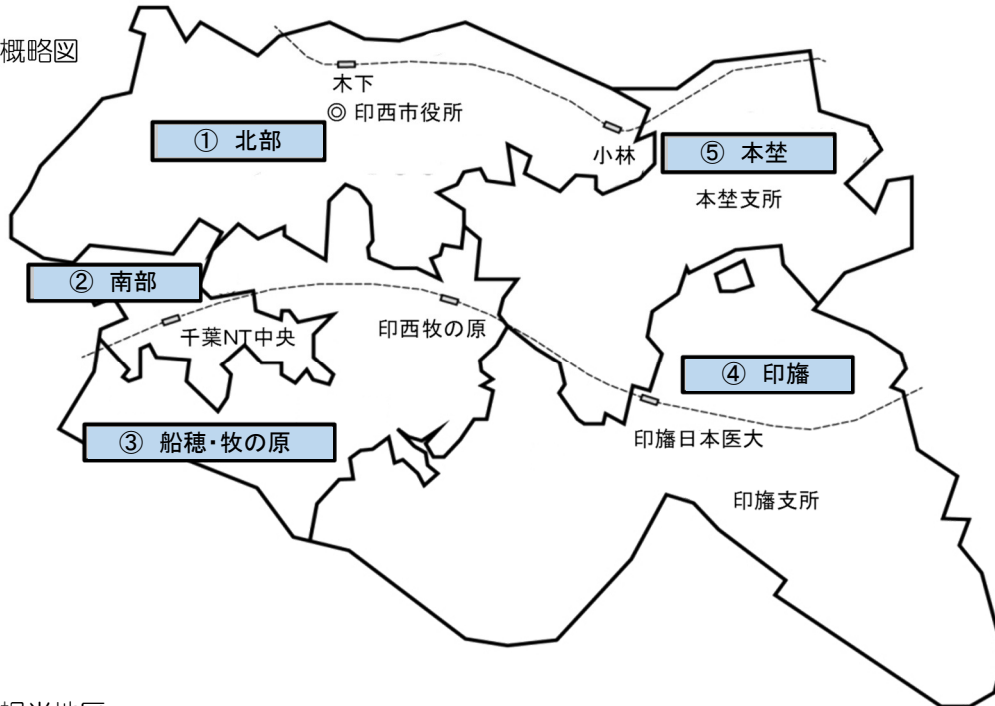 概略図
木下
◎ 印西市役所
① 北部
小林
⑤ 本埜
本埜支所
② 南部
千葉NT中央
印西牧の原
④ 印旛
③ 船穂・牧の原
印旛日本医大
印旛支所